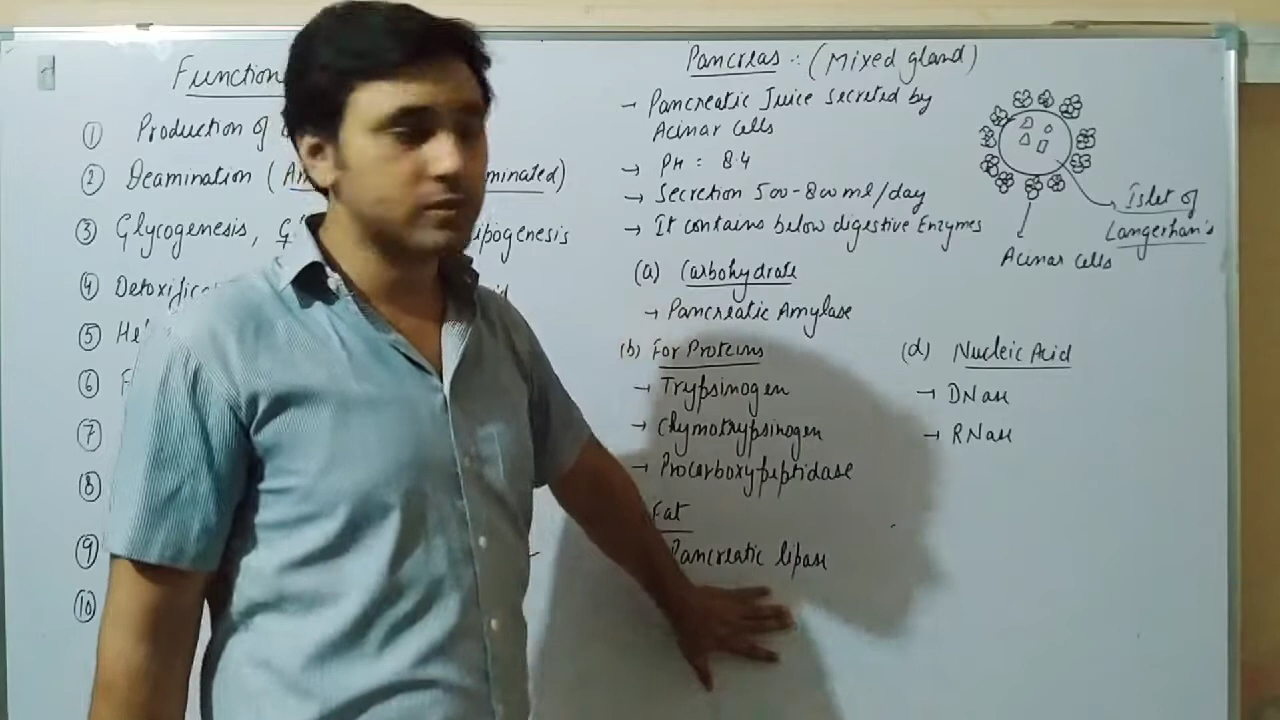 Function
① Production of
② Deamination ( minated)
③ Glycogenesis, lipogenesis
④
⑤
⑥
⑦
⑧
⑨
⑩
Pancreas :- (Mixed gland)
→ Pancreatic Juice secreted by
Acinar cells
→ PH = 8.4
→ Secretion 500-800 ml/day
→ It contains below digestive Enzymes
(a) Carbohydrate
→ Pancreatic Amylase
(b) For Proteins
→ Trypsinogen
→ Chymotrypsinogen
→ Procarboxypeptidase
Fat
Pancreatic lipase
(d) Nucleic Acid
→ DNase
→ RNase
Islet of
Langerhan's
Acinar cells